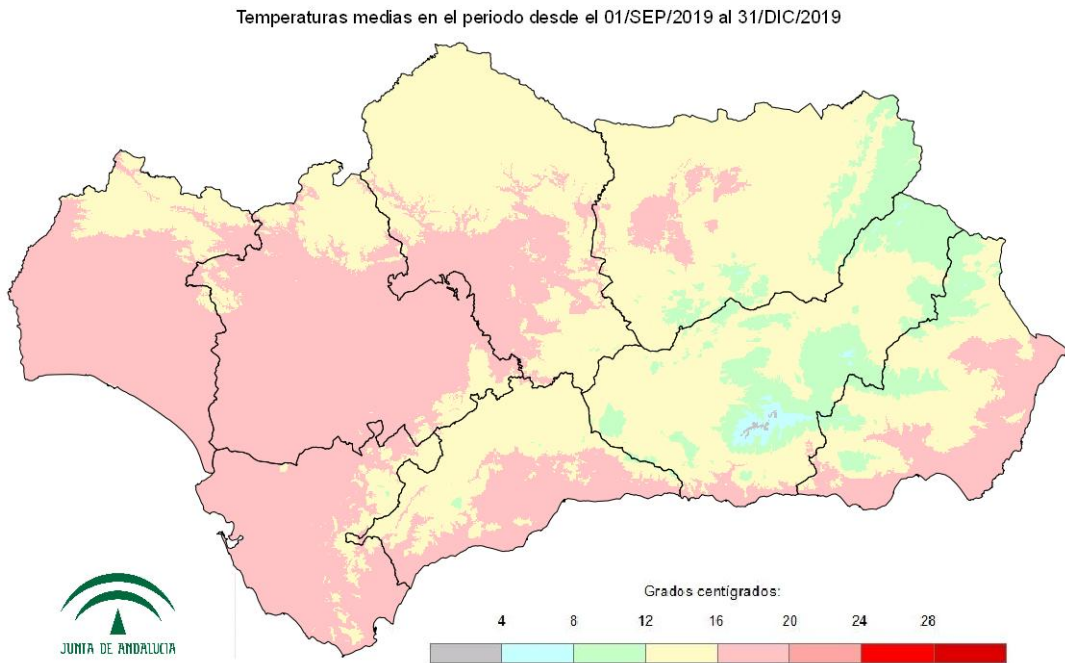 Temperaturas medias en el periodo desde el 01/SEP/2019 al 31/DIC/2019
Grados centígrados:
4 8 12 16 20 24 28
JUNTA DE ANDALUCIA